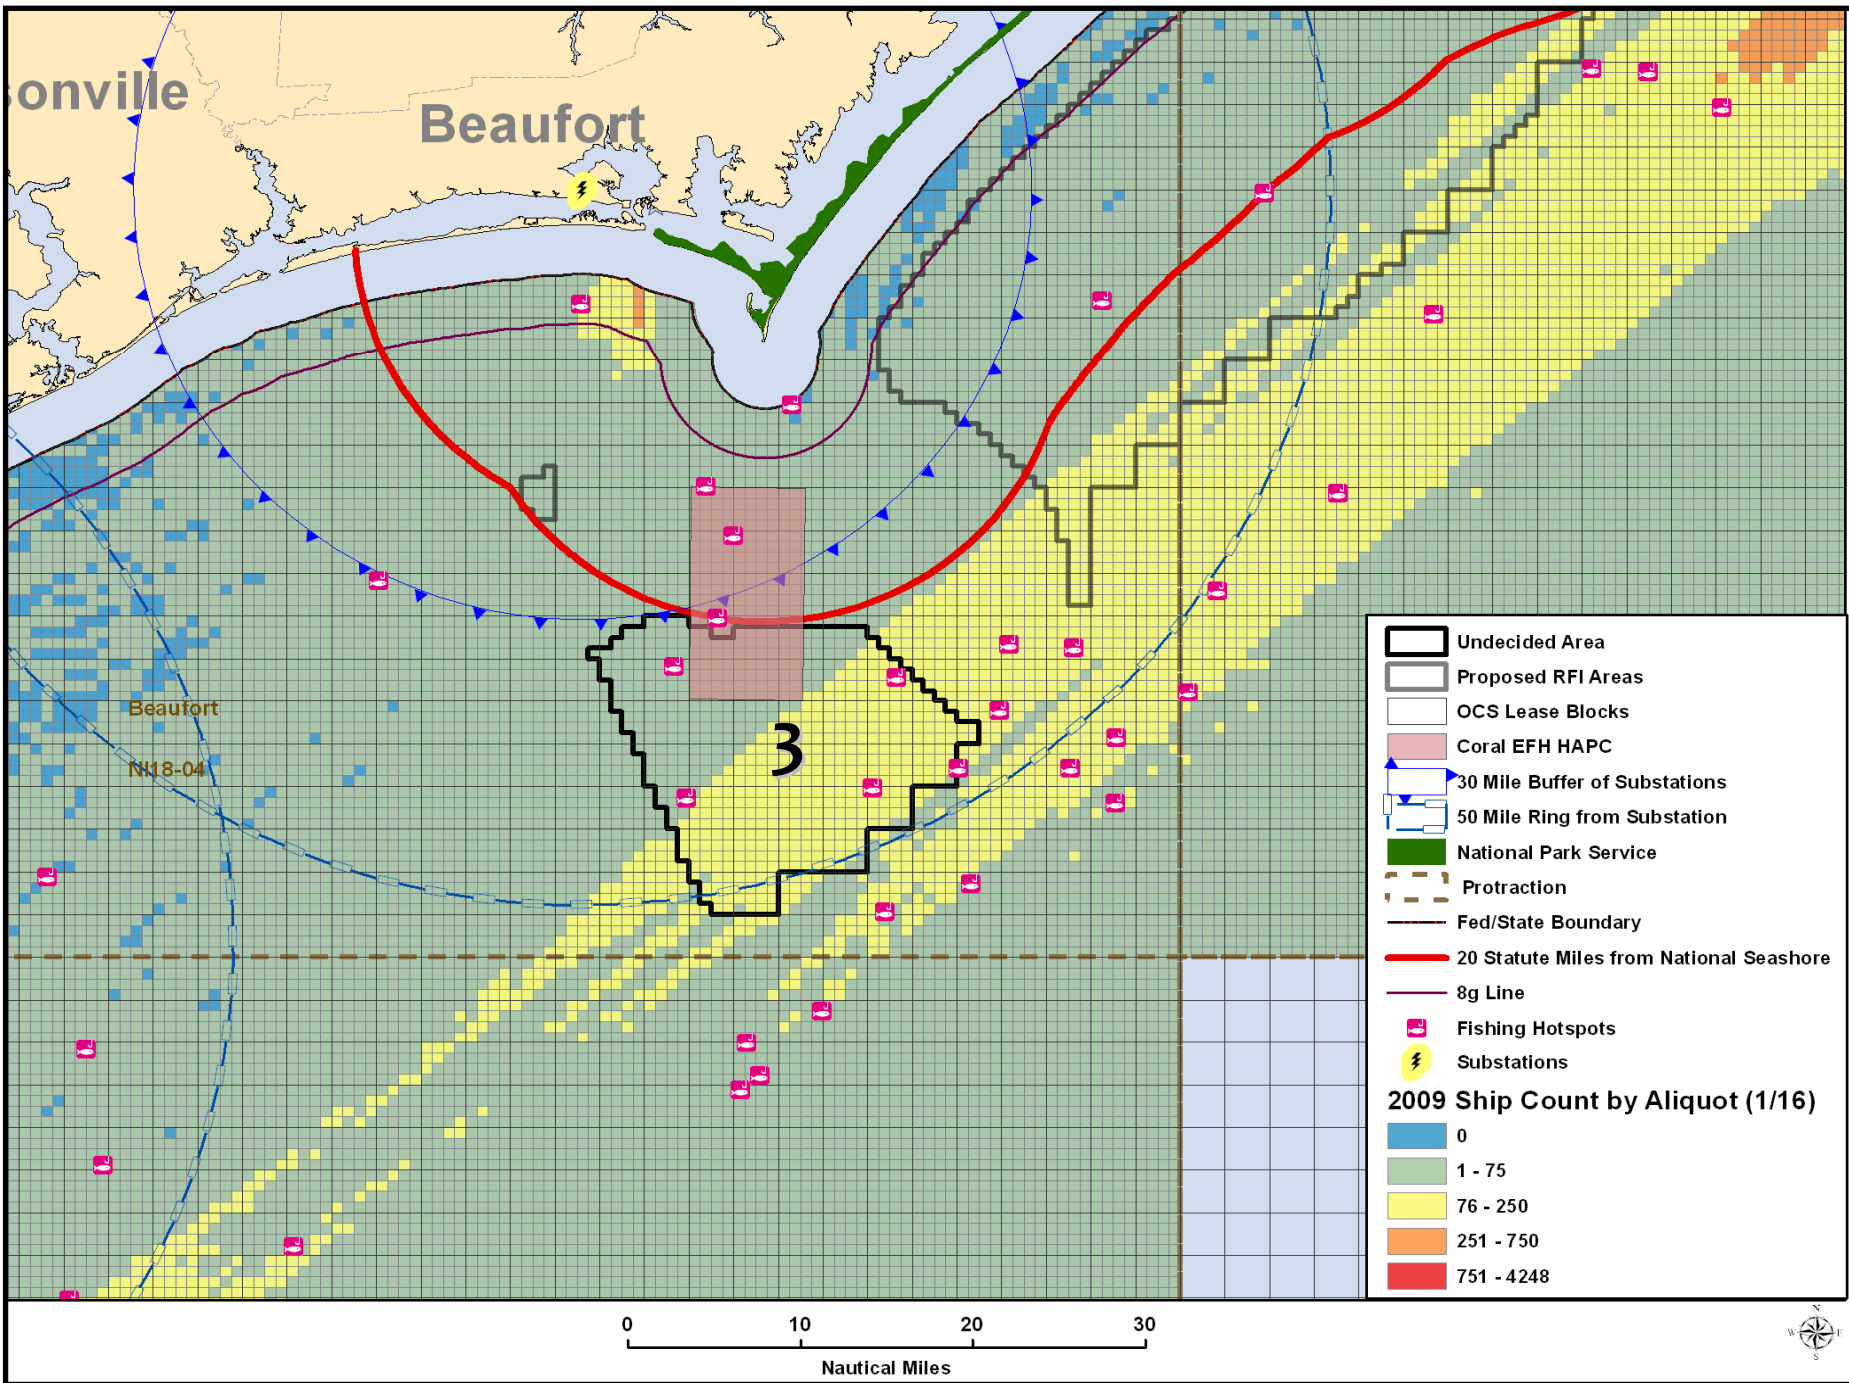 sonville
Beaufort
Beaufort
NI18-04
3
Undecided Area
Proposed RFI Areas
OCS Lease Blocks
Coral EFH HAPC
30 Mile Buffer of Substations
50 Mile Ring from Substation
National Park Service
Protraction
Fed/State Boundary
20 Statute Miles from National Seashore
8g Line
Fishing Hotspots
Substations
2009 Ship Count by Aliquot (1/16)
0
1 - 75
76 - 250
251 - 750
751 - 4248
0 10 20 30
Nautical Miles
N
W E
S